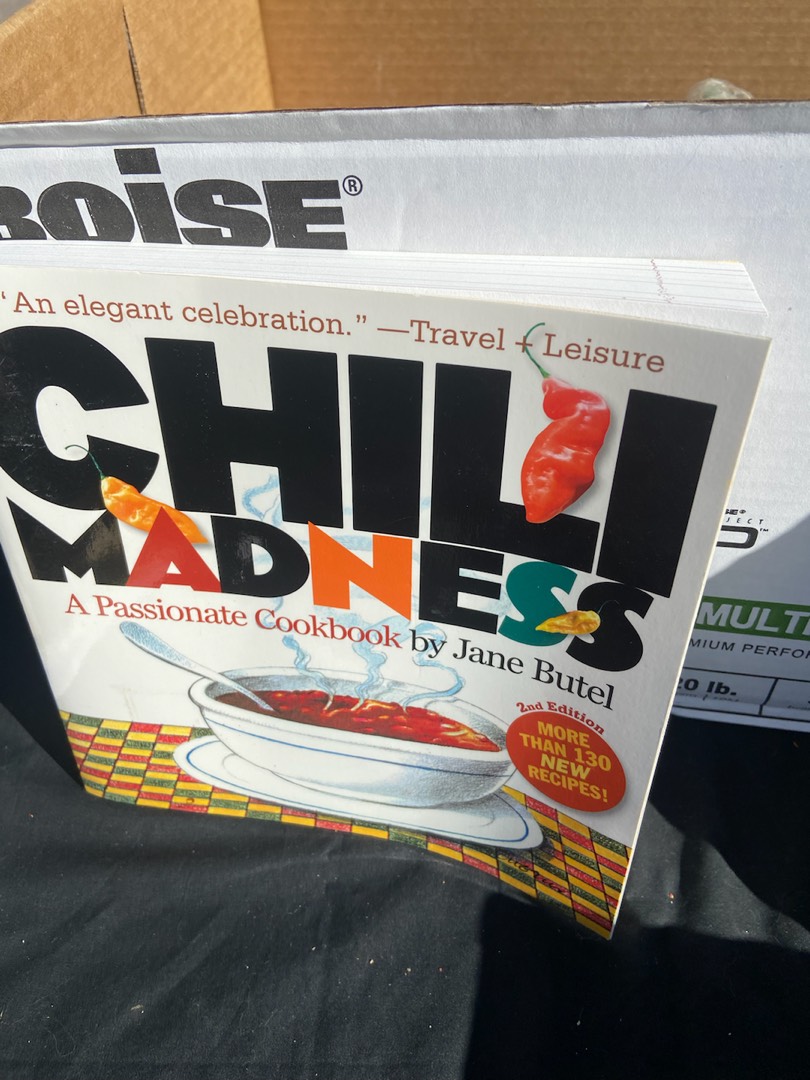 BOiSE®
“An elegant celebration.” —Travel + Leisure
CHILI
MADNESS
A Passionate Cookbook by Jane Butel
2nd Edition
MORE
THAN 130
NEW
RECIPES!
MULT
MIUM PERFO
20 lb.